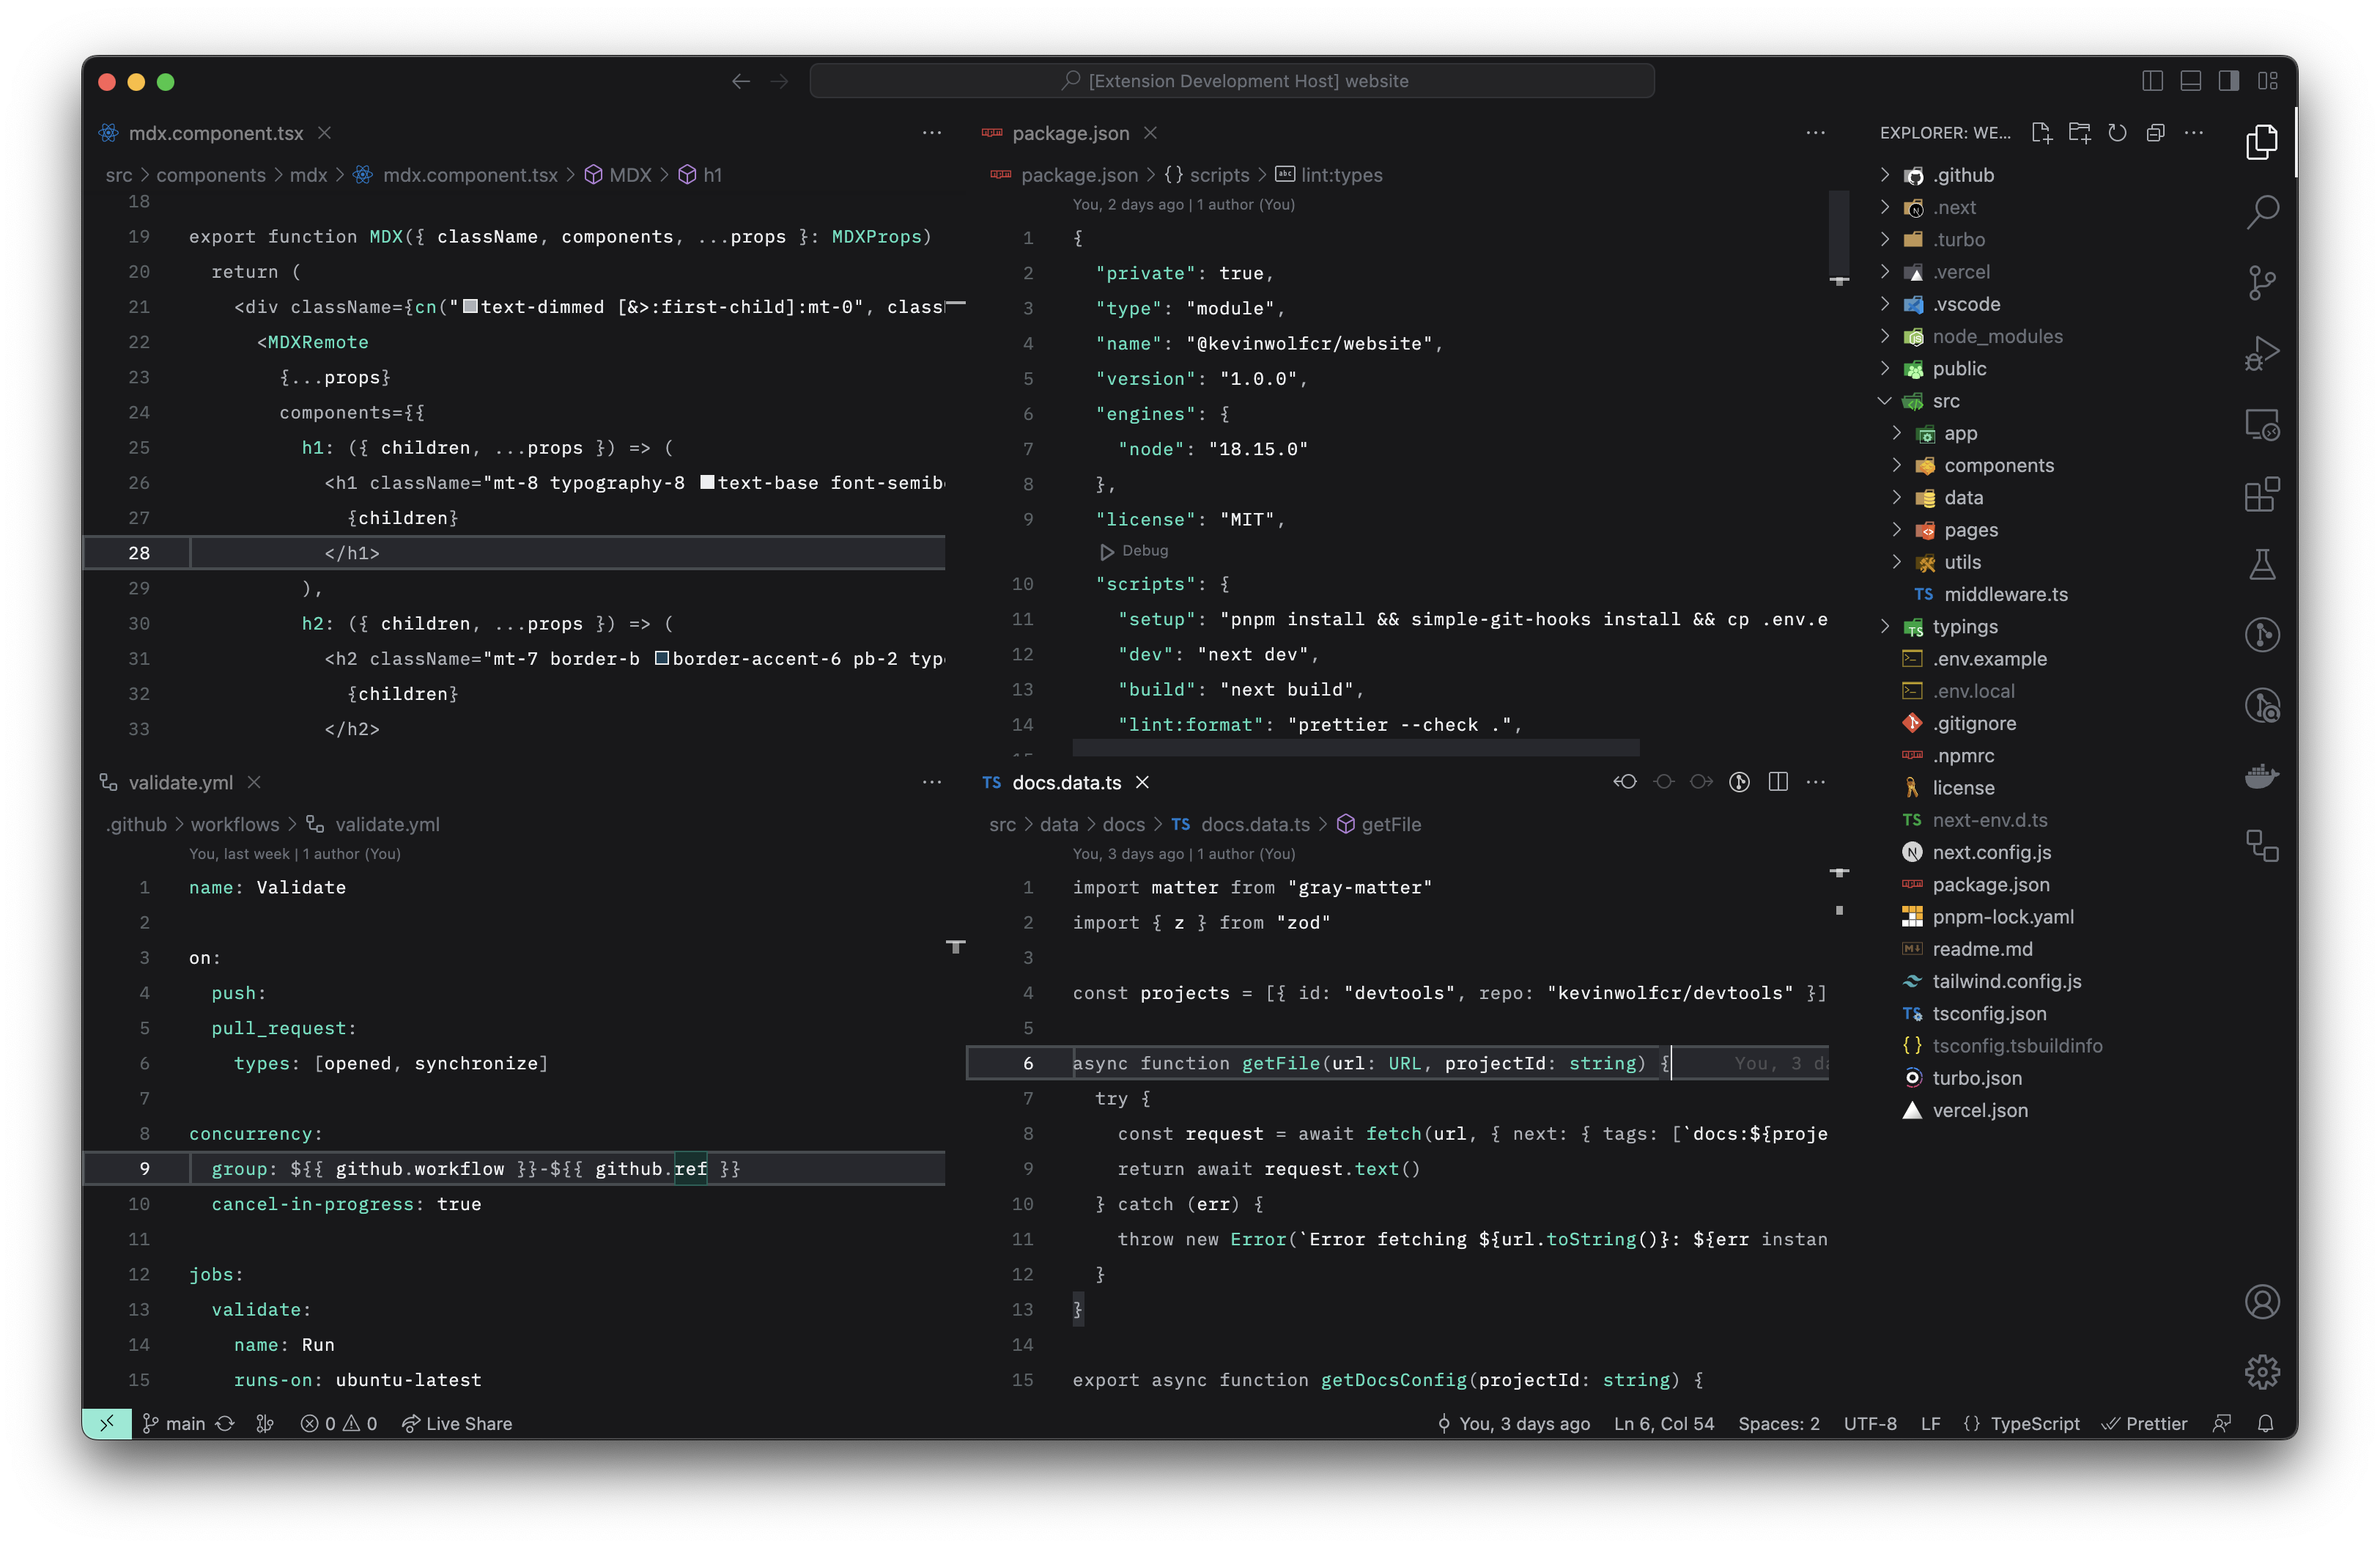 [Extension Development Host] website
mdx.component.tsx
src > components > mdx > mdx.component.tsx > MDX > h1
18
19 export function MDX({ className, components, ...props }: MDXProps)
20   return (
21     <div className={cn("text-dimmed [&>:first-child]:mt-0", class
22       <MDXRemote
23         {...props}
24         components={{
25           h1: ({ children, ...props }) => (
26             <h1 className="mt-8 typography-8 text-base font-semib
27               {children}
28             </h1>
29           ),
30           h2: ({ children, ...props }) => (
31             <h2 className="mt-7 border-b border-accent-6 pb-2 typ
32               {children}
33             </h2>
package.json
package.json > {} scripts > abc lint:types
You, 2 days ago | 1 author (You)
1 {
2   "private": true,
3   "type": "module",
4   "name": "@kevinwolfcr/website",
5   "version": "1.0.0",
6   "engines": {
7     "node": "18.15.0"
8   },
9   "license": "MIT",
Debug
10   "scripts": {
11     "setup": "pnpm install && simple-git-hooks install && cp .env.e
12     "dev": "next dev",
13     "build": "next build",
14     "lint:format": "prettier --check .",
validate.yml
.github > workflows > validate.yml
You, last week | 1 author (You)
1 name: Validate
2
3 on:
4   push:
5   pull_request:
6     types: [opened, synchronize]
7
8 concurrency:
9   group: ${{ github.workflow }}-${{ github.ref }}
10   cancel-in-progress: true
11
12 jobs:
13   validate:
14     name: Run
15     runs-on: ubuntu-latest
TS docs.data.ts
src > data > docs > TS docs.data.ts > getFile
You, 3 days ago | 1 author (You)
1 import matter from "gray-matter"
2 import { z } from "zod"
3
4 const projects = [{ id: "devtools", repo: "kevinwolfcr/devtools" }]
5
6 async function getFile(url: URL, projectId: string) { You, 3 d
7   try {
8     const request = await fetch(url, { next: { tags: [`docs:${proje
9     return await request.text()
10   } catch (err) {
11     throw new Error(`Error fetching ${url.toString()}: ${err instan
12   }
13 }
14
15 export async function getDocsConfig(projectId: string) {
EXPLORER: WE...
.github
.next
.turbo
.vercel
.vscode
node_modules
public
src
app
components
data
pages
utils
TS middleware.ts
typings
.env.example
.env.local
.gitignore
.npmrc
license
TS next-env.d.ts
next.config.js
package.json
pnpm-lock.yaml
readme.md
tailwind.config.js
TS tsconfig.json
{} tsconfig.tsbuildinfo
turbo.json
vercel.json
main 0 0 Live Share
You, 3 days ago Ln 6, Col 54 Spaces: 2 UTF-8 LF {} TypeScript Prettier